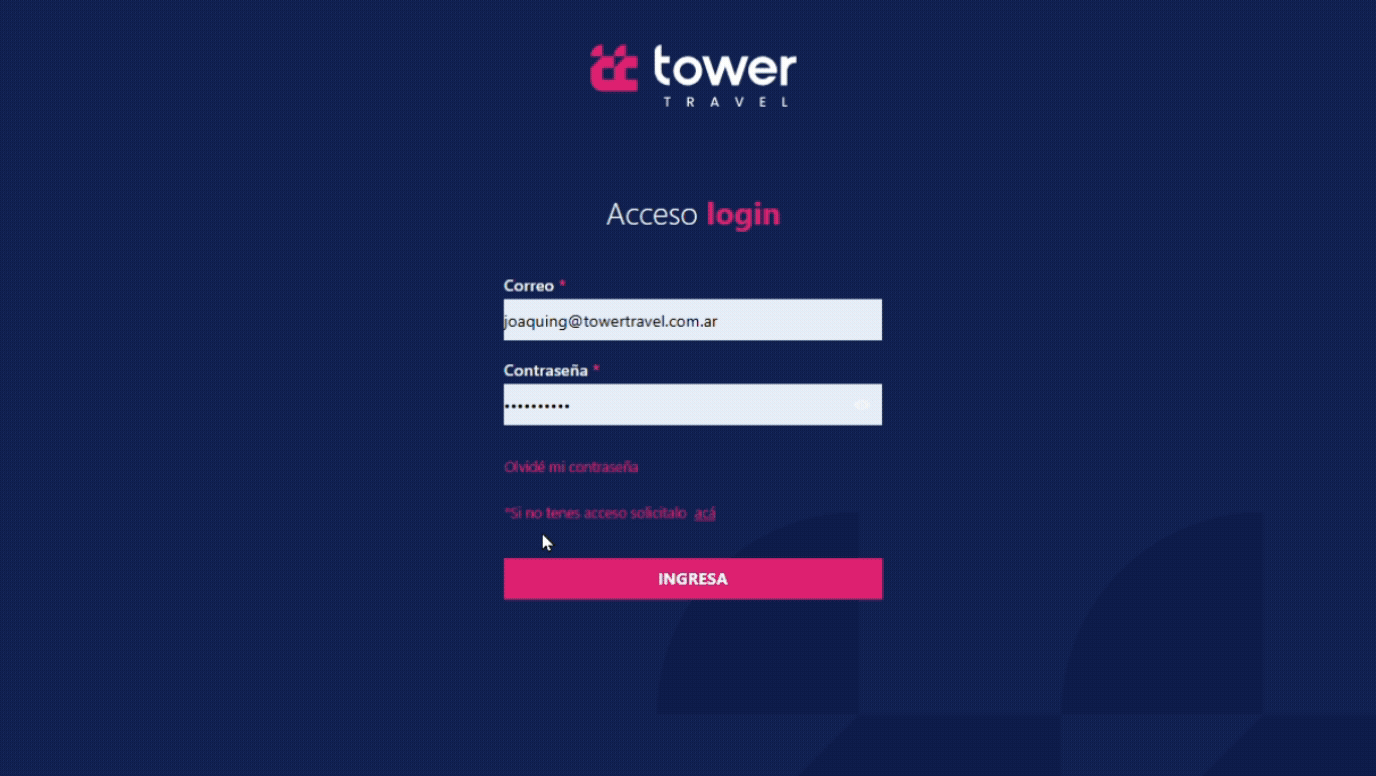 tower
TRAVEL
Acceso login
Correo *
joaquing@towertravel.com.ar
Contraseña *
••••••••••
Olvidé mi contraseña
*Si no tenes acceso solicitalo acá
INGRESA